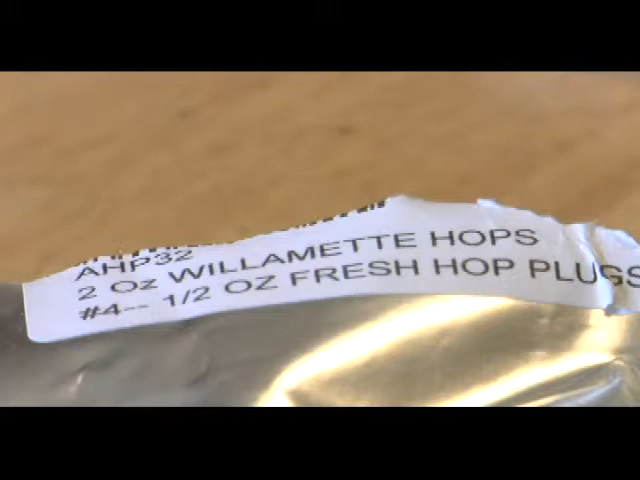 AHP32
2 Oz WILLAMETTE HOPS
#4-- 1/2 OZ FRESH HOP PLUGS